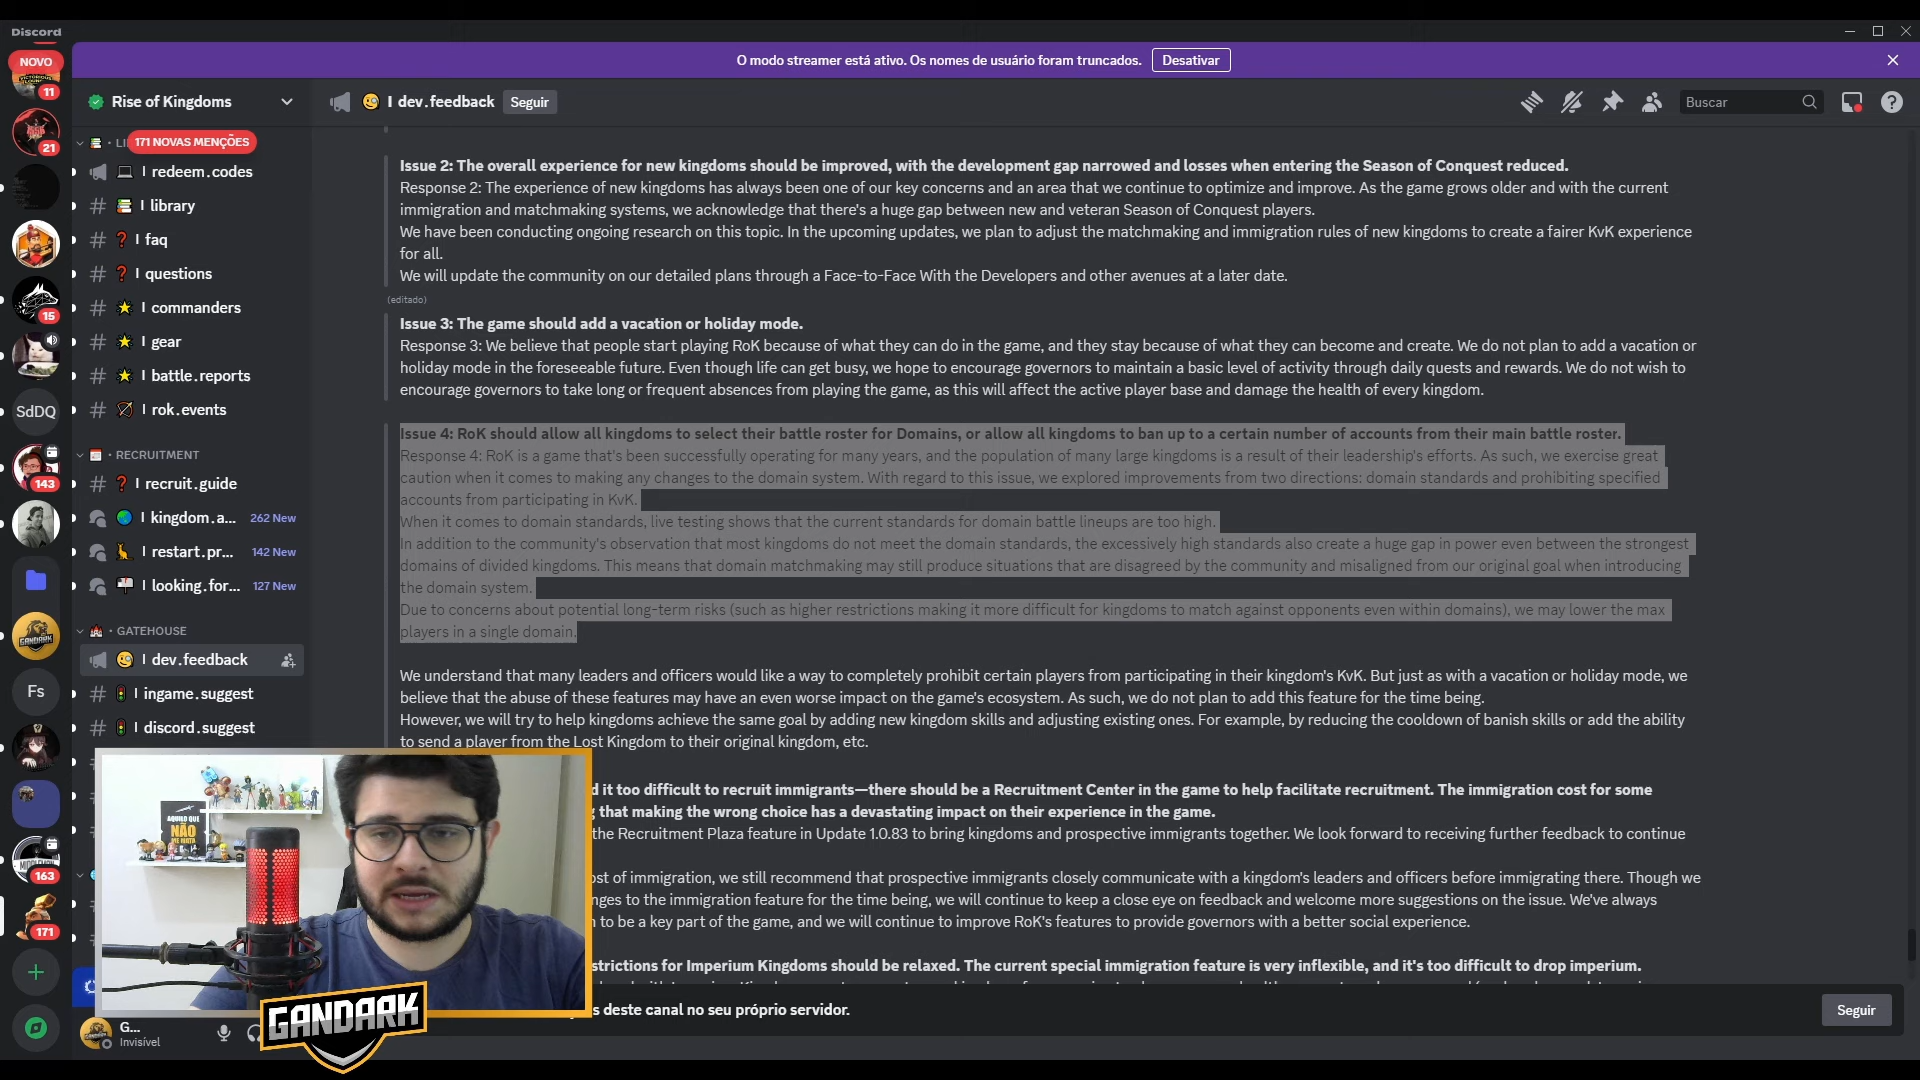 Discord
O modo streamer está ativo. Os nomes de usuário foram truncados. Desativar
NOVO
11
21
15
SdDQ
143
Fs
163
171
Rise of Kingdoms
171 NOVAS MENÇÕES
redeem.codes
library
faq
questions
commanders
gear
battle.reports
rok.events
RECRUITMENT
recruit.guide
kingdom.a... 262 New
restart.pr... 142 New
looking.for... 127 New
GATEHOUSE
dev.feedback
ingame.suggest
discord.suggest
dev.feedback Seguir
Buscar
Issue 2: The overall experience for new kingdoms should be improved, with the development gap narrowed and losses when entering the Season of Conquest reduced.
Response 2: The experience of new kingdoms has always been one of our key concerns and an area that we continue to optimize and improve. As the game grows older and with the current
immigration and matchmaking systems, we acknowledge that there's a huge gap between new and veteran Season of Conquest players.
We have been conducting ongoing research on this topic. In the upcoming updates, we plan to adjust the matchmaking and immigration rules of new kingdoms to create a fairer KvK experience
for all.
We will update the community on our detailed plans through a Face-to-Face With the Developers and other avenues at a later date.
(editado)
Issue 3: The game should add a vacation or holiday mode.
Response 3: We believe that people start playing RoK because of what they can do in the game, and they stay because of what they can become and create. We do not plan to add a vacation or
holiday mode in the foreseeable future. Even though life can get busy, we hope to encourage governors to maintain a basic level of activity through daily quests and rewards. We do not wish to
encourage governors to take long or frequent absences from playing the game, as this will affect the active player base and damage the health of every kingdom.
Issue 4: RoK should allow all kingdoms to select their battle roster for Domains, or allow all kingdoms to ban up to a certain number of accounts from their main battle roster.
Response 4: RoK is a game that's been successfully operating for many years, and the population of many large kingdoms is a result of their leadership's efforts. As such, we exercise great
caution when it comes to making any changes to the domain system. With regard to this issue, we explored improvements from two directions: domain standards and prohibiting specified
accounts from participating in KvK.
When it comes to domain standards, live testing shows that the current standards for domain battle lineups are too high.
In addition to the community's observation that most kingdoms do not meet the domain standards, the excessively high standards also create a huge gap in power even between the strongest
domains of divided kingdoms. This means that domain matchmaking may still produce situations that are disagreed by the community and misaligned from our original goal when introducing
the domain system.
Due to concerns about potential long-term risks (such as higher restrictions making it more difficult for kingdoms to match against opponents even within domains), we may lower the max
players in a single domain.
We understand that many leaders and officers would like a way to completely prohibit certain players from participating in their kingdom's KvK. But just as with a vacation or holiday mode, we
believe that the abuse of these features may have an even worse impact on the game's ecosystem. As such, we do not plan to add this feature for the time being.
However, we will try to help kingdoms achieve the same goal by adding new kingdom skills and adjusting existing ones. For example, by reducing the cooldown of banish skills or add the ability
to send a player from the Lost Kingdom to their original kingdom, etc.
it too difficult to recruit immigrants—there should be a Recruitment Center in the game to help facilitate recruitment. The immigration cost for some
that making the wrong choice has a devastating impact on their experience in the game.
the Recruitment Plaza feature in Update 1.0.83 to bring kingdoms and prospective immigrants together. We look forward to receiving further feedback to continue
of immigration, we still recommend that prospective immigrants closely communicate with a kingdom's leaders and officers before immigrating there. Though we
to the immigration feature for the time being, we will continue to keep a close eye on feedback and welcome more suggestions on the issue. We've always
to be a key part of the game, and we will continue to improve RoK's features to provide governors with a better social experience.
for Imperium Kingdoms should be relaxed. The current special immigration feature is very inflexible, and it's too difficult to drop imperium.
deste canal no seu próprio servidor.
Seguir
AQUILO QUE
NÃO
ME MATA
GANDARK
G...
Invisível